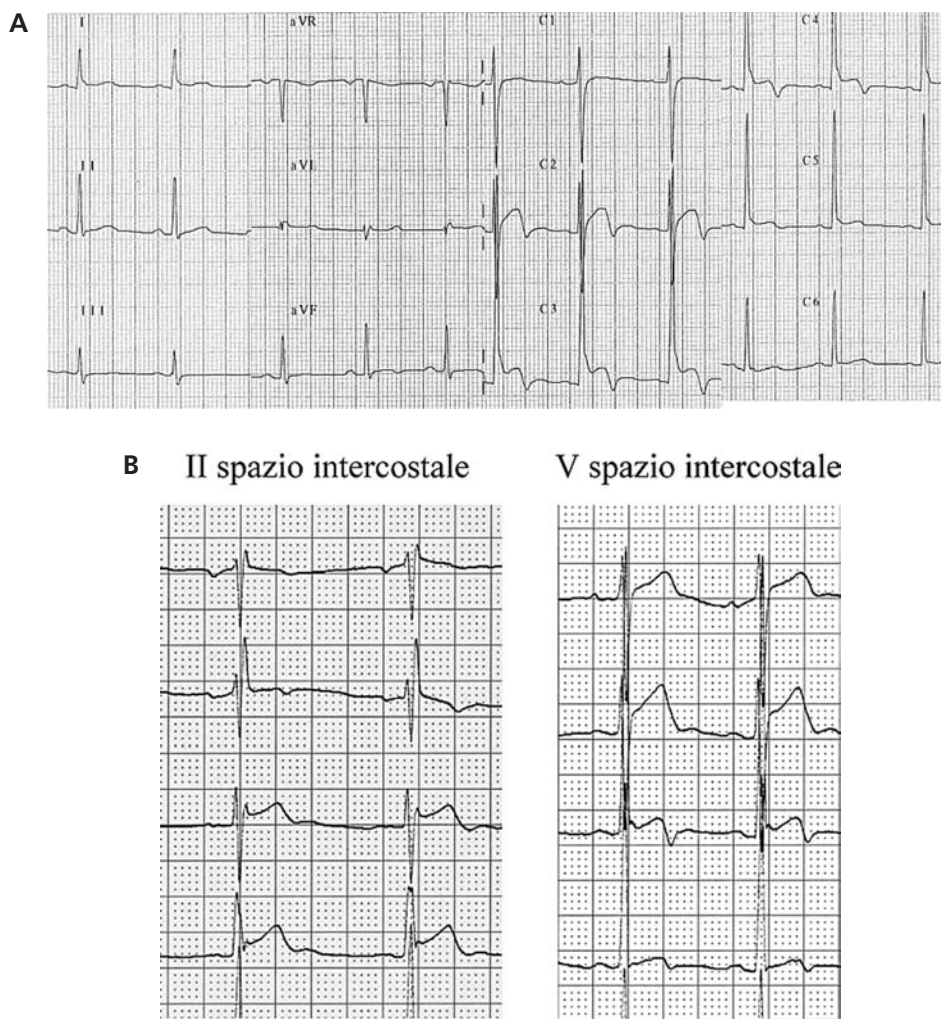 A
I aVR C1 C4
II aVL C2 C5
III aVF C3 C6
B II spazio intercostale V spazio intercostale